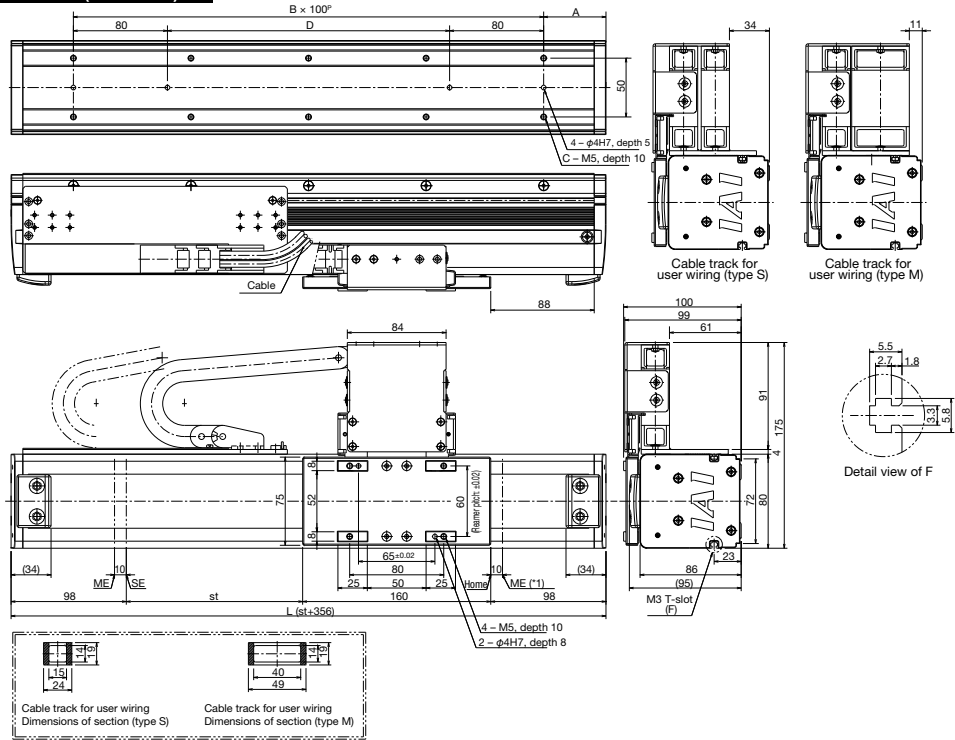 B × 100P
A
80
D
80
50
4 – φ4H7, depth 5
C – M5, depth 10
34
11
IAI
IAI
Cable track for
user wiring (type S)
Cable track for
user wiring (type M)
Cable
88
84
100
99
61
91
175
4
72
80
IAI
23
86
(95)
M3 T-slot
(F)
5.5
2.7
1.8
3.3
5.8
Detail view of F
75
8
52
8
60
(Reamer pitch: ±0.02)
65±0.02
80
25
50
25
(34)
10
ME
SE
Home
10
ME (*1)
(34)
98
st
160
98
L (st+356)
4 – M5, depth 10
2 – φ4H7, depth 8
14
19
15
24
14
19
40
49
Cable track for user wiring
Dimensions of section (type S)
Cable track for user wiring
Dimensions of section (type M)